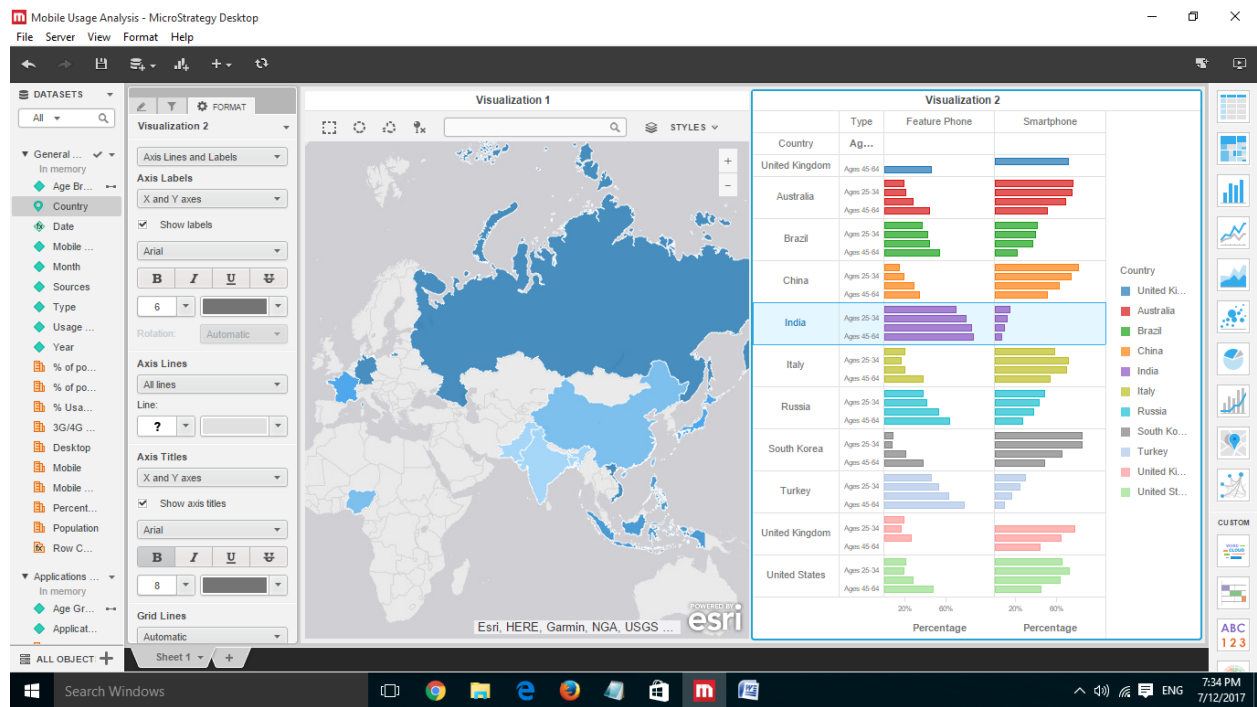 Mobile Usage Analysis - MicroStrategy Desktop
File Server View Format Help
DATASETS
All
General ...
In memory
Age Br...
Country
Date
Mobile ...
Month
Sources
Type
Usage ...
Year
% of po...
% of po...
% Usa...
3G/4G ...
Desktop
Mobile
Mobile ...
Percent...
Population
Row C...
Applications ...
In memory
Age Gr...
Applicat...
ALL OBJECT
FORMAT
Visualization 2
Axis Lines and Labels
Axis Labels
X and Y axes
Show labels
Arial
B I U
6
Rotation: Automatic
Axis Lines
All lines
Line:
?
Axis Titles
X and Y axes
Show axis titles
Arial
B I U
8
Grid Lines
Automatic
Visualization 1
STYLES
+
−
POWERED BY
esri
Esri, HERE, Garmin, NGA, USGS ...
Visualization 2
Type Feature Phone Smartphone
Country Ag...
United Kingdom Ages 45-64
Australia Ages 25-34
Ages 45-64
Brazil Ages 25-34
Ages 45-64
China Ages 25-34
Ages 45-64
India Ages 25-34
Ages 45-64
Italy Ages 25-34
Ages 45-64
Russia Ages 25-34
Ages 45-64
South Korea Ages 25-34
Ages 45-64
Turkey Ages 25-34
Ages 45-64
United Kingdom Ages 25-34
Ages 45-64
United States Ages 25-34
Ages 45-64
20% 60% 20% 60%
Percentage Percentage
Country
United Ki...
Australia
Brazil
China
India
Italy
Russia
South Ko...
Turkey
United Ki...
United St...
CUSTOM
WORD
CLOUD
ABC
123
Sheet 1 +
Search Windows
ENG
7:34 PM
7/12/2017